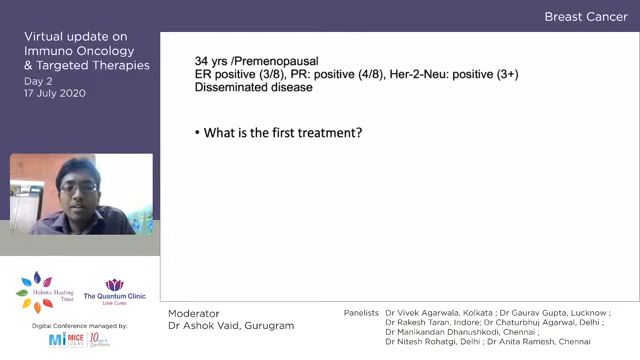 Breast Cancer
Virtual update on
Immuno Oncology
& Targeted Therapies
Day 2
17 July 2020
34 yrs /Premenopausal
ER positive (3/8), PR: positive (4/8), Her-2-Neu: positive (3+)
Disseminated disease
• What is the first treatment?
Holistic Healing
Trust
The Quantum Clinic
Love Cures
Digital Conference managed by:
Moderator
Dr Ashok Vaid, Gurugram
Panelists
Dr Vivek Agarwala, Kolkata ; Dr Gaurav Gupta, Lucknow ;
Dr Rakesh Taran, Indore; Dr Chaturbhuj Agarwal, Delhi ;
Dr Manikandan Dhanushkodi, Chennai ;
Dr Nitesh Rohatgi, Delhi ; Dr Anita Ramesh, Chennai